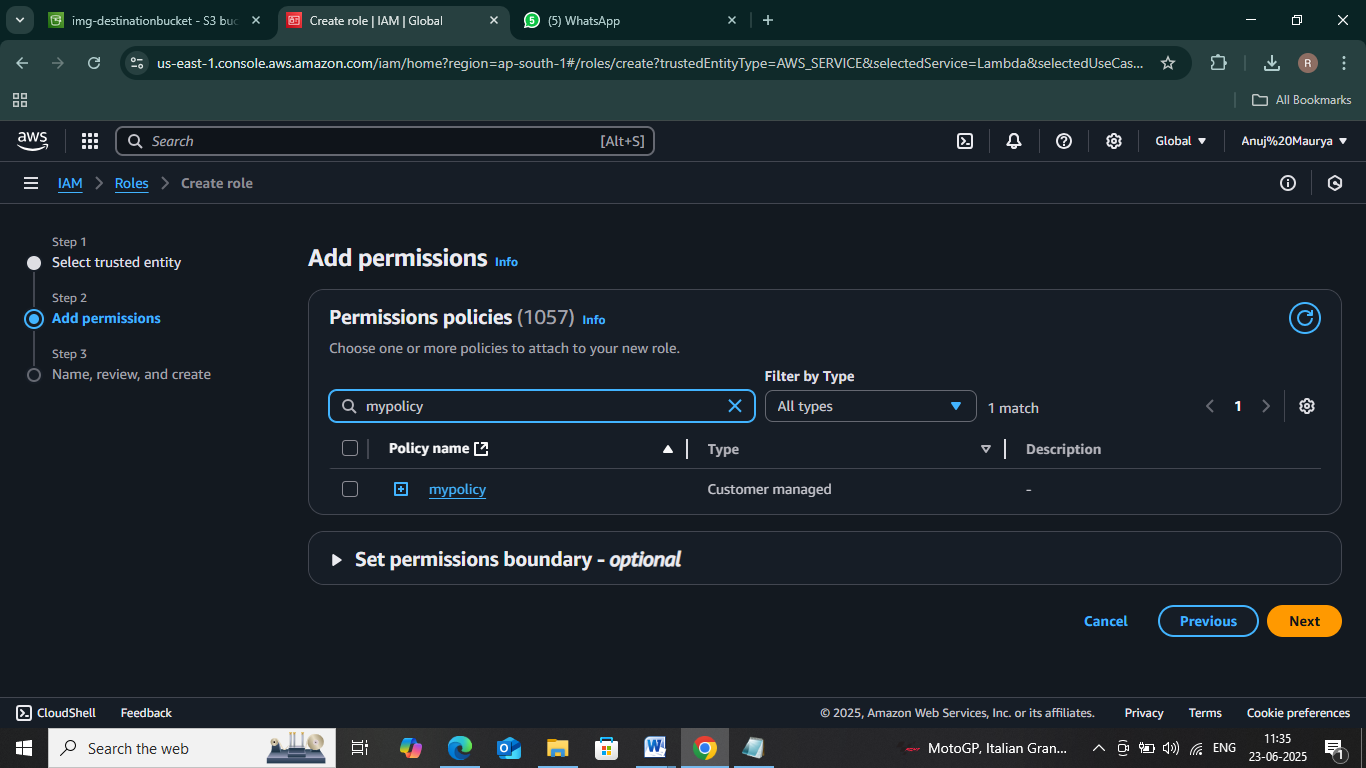 img-destinationbucket - S3 buc
Create role | IAM | Global
5
(5) WhatsApp
us-east-1.console.aws.amazon.com/iam/home?region=ap-south-1#/roles/create?trustedEntityType=AWS_SERVICE&selectedService=Lambda&selectedUseCas...
R
All Bookmarks
aws
Search
[Alt+S]
Global
Anuj%20Maurya
IAM
Roles
Create role
Step 1
Select trusted entity
Step 2
Add permissions
Step 3
Name, review, and create
Add permissions Info
Permissions policies (1057) Info
Choose one or more policies to attach to your new role.
Filter by Type
mypolicy
All types
1 match
1
Policy name
Type
Description
mypolicy
Customer managed
-
Set permissions boundary - optional
Cancel
Previous
Next
CloudShell
Feedback
© 2025, Amazon Web Services, Inc. or its affiliates.
Privacy
Terms
Cookie preferences
Search the web
MotoGP, Italian Gran...
ENG
11:35
23-06-2025
1